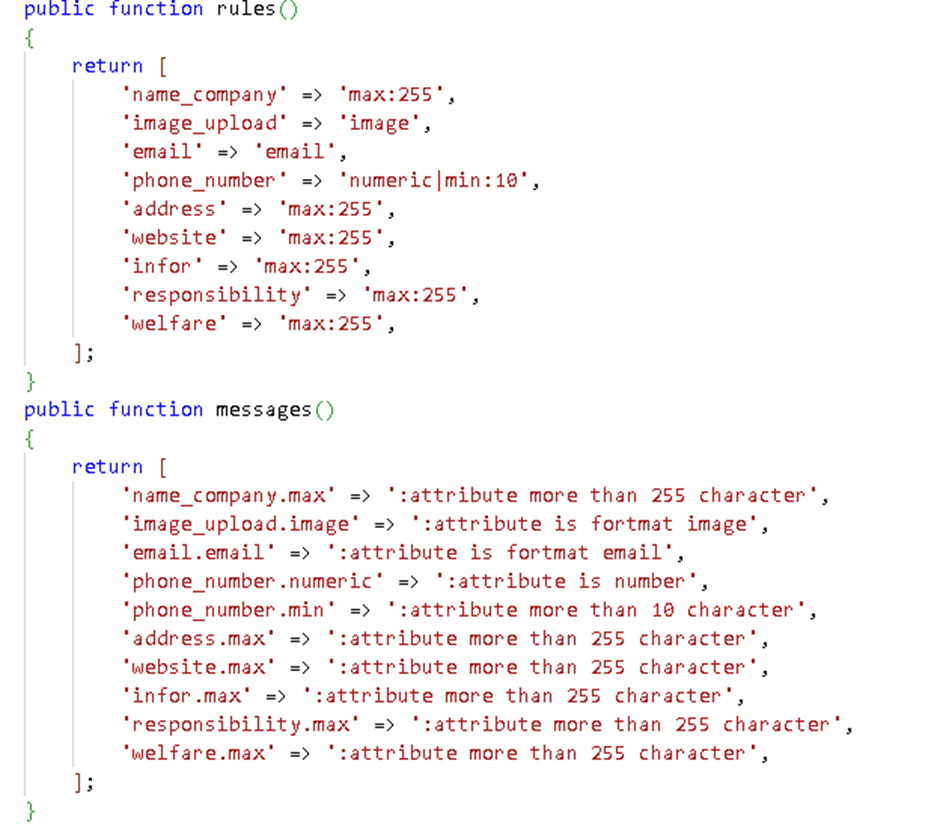 public function rules()
{
    return [
        'name_company' => 'max:255',
        'image_upload' => 'image',
        'email' => 'email',
        'phone_number' => 'numeric|min:10',
        'address' => 'max:255',
        'website' => 'max:255',
        'infor' => 'max:255',
        'responsibility' => 'max:255',
        'welfare' => 'max:255',
    ];
}
public function messages()
{
    return [
        'name_company.max' => ':attribute more than 255 character',
        'image_upload.image' => ':attribute is fortmat image',
        'email.email' => ':attribute is fortmat email',
        'phone_number.numeric' => ':attribute is number',
        'phone_number.min' => ':attribute more than 10 character',
        'address.max' => ':attribute more than 255 character',
        'website.max' => ':attribute more than 255 character',
        'infor.max' => ':attribute more than 255 character',
        'responsibility.max' => ':attribute more than 255 character',
        'welfare.max' => ':attribute more than 255 character',
    ];
}